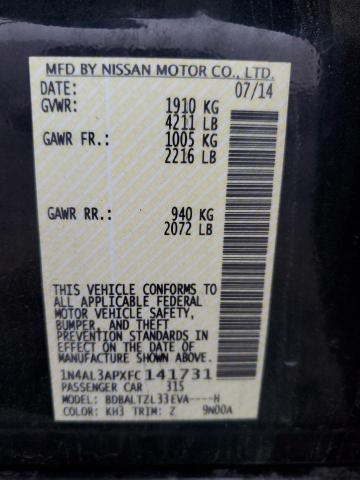 MFD BY NISSAN MOTOR CO., LTD.
DATE: 07/14
GVWR: 1910 KG
4211 LB
GAWR FR.: 1005 KG
2216 LB
GAWR RR.: 940 KG
2072 LB
THIS VEHICLE CONFORMS TO
ALL APPLICABLE FEDERAL
MOTOR VEHICLE SAFETY,
BUMPER, AND THEFT
PREVENTION STANDARDS IN
EFFECT ON THE DATE OF
MANUFACTURE SHOWN ABOVE.
1N4AL3APXFC141731
PASSENGER CAR 315
MODEL: BDBALTZL33EVA----H
COLOR: KH3 TRIM: Z 9N00A